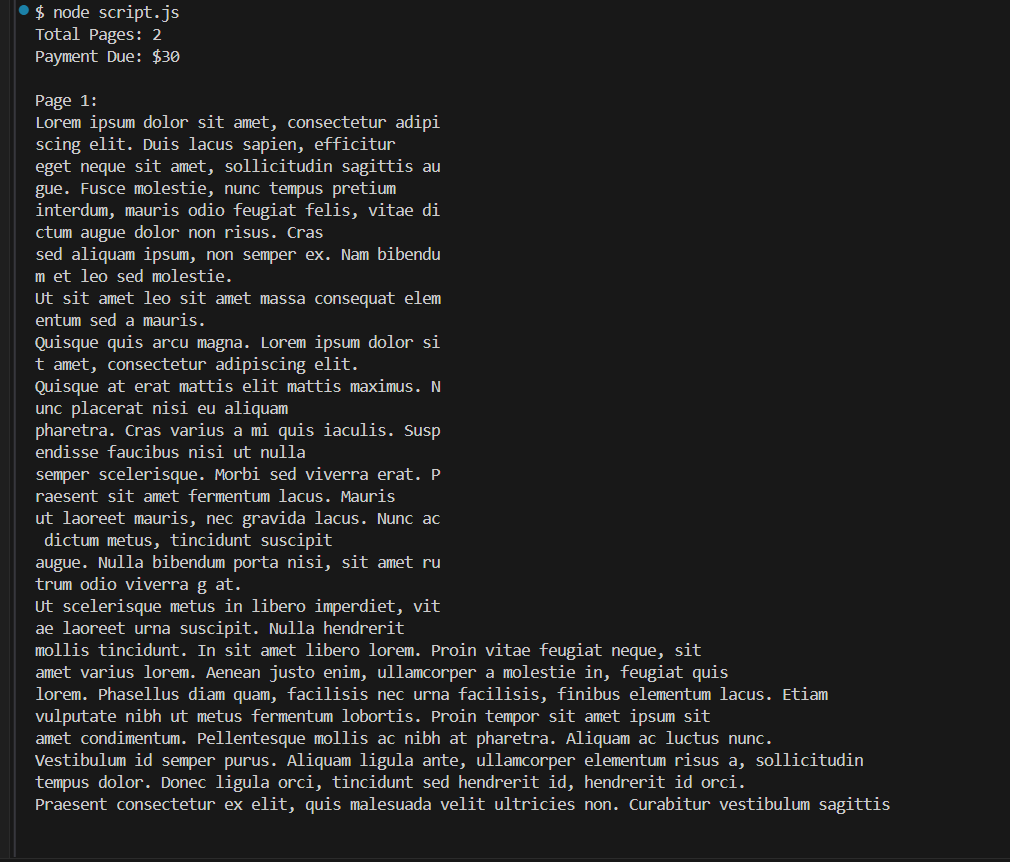 $ node script.js
Total Pages: 2
Payment Due: $30

Page 1:
Lorem ipsum dolor sit amet, consectetur adipi
scing elit. Duis lacus sapien, efficitur
eget neque sit amet, sollicitudin sagittis au
gue. Fusce molestie, nunc tempus pretium
interdum, mauris odio feugiat felis, vitae di
ctum augue dolor non risus. Cras
sed aliquam ipsum, non semper ex. Nam bibendu
m et leo sed molestie.
Ut sit amet leo sit amet massa consequat elem
entum sed a mauris.
Quisque quis arcu magna. Lorem ipsum dolor si
t amet, consectetur adipiscing elit.
Quisque at erat mattis elit mattis maximus. N
unc placerat nisi eu aliquam
pharetra. Cras varius a mi quis iaculis. Susp
endisse faucibus nisi ut nulla
semper scelerisque. Morbi sed viverra erat. P
raesent sit amet fermentum lacus. Mauris
ut laoreet mauris, nec gravida lacus. Nunc ac
 dictum metus, tincidunt suscipit
augue. Nulla bibendum porta nisi, sit amet ru
trum odio viverra g at.
Ut scelerisque metus in libero imperdiet, vit
ae laoreet urna suscipit. Nulla hendrerit
mollis tincidunt. In sit amet libero lorem. Proin vitae feugiat neque, sit
amet varius lorem. Aenean justo enim, ullamcorper a molestie in, feugiat quis
lorem. Phasellus diam quam, facilisis nec urna facilisis, finibus elementum lacus. Etiam
vulputate nibh ut metus fermentum lobortis. Proin tempor sit amet ipsum sit
amet condimentum. Pellentesque mollis ac nibh at pharetra. Aliquam ac luctus nunc.
Vestibulum id semper purus. Aliquam ligula ante, ullamcorper elementum risus a, sollicitudin
tempus dolor. Donec ligula orci, tincidunt sed hendrerit id, hendrerit id orci.
Praesent consectetur ex elit, quis malesuada velit ultricies non. Curabitur vestibulum sagittis